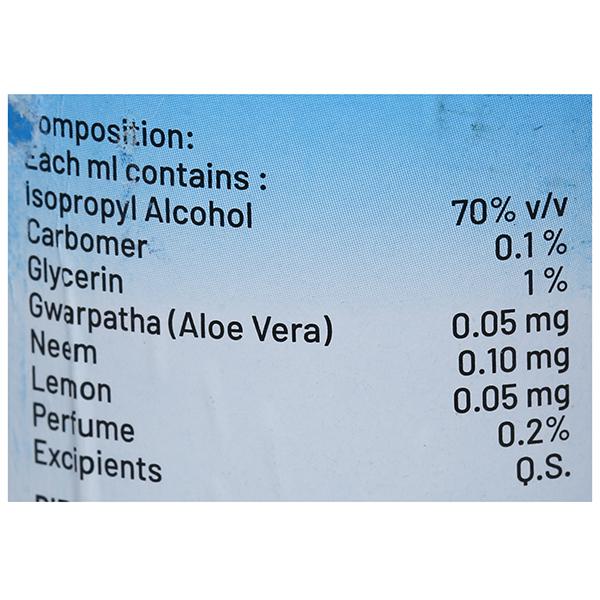 omposition:
Each ml contains :
Isopropyl Alcohol 70% v/v
Carbomer 0.1 %
Glycerin 1 %
Gwarpatha (Aloe Vera) 0.05 mg
Neem 0.10 mg
Lemon 0.05 mg
Perfume 0.2%
Excipients Q.S.